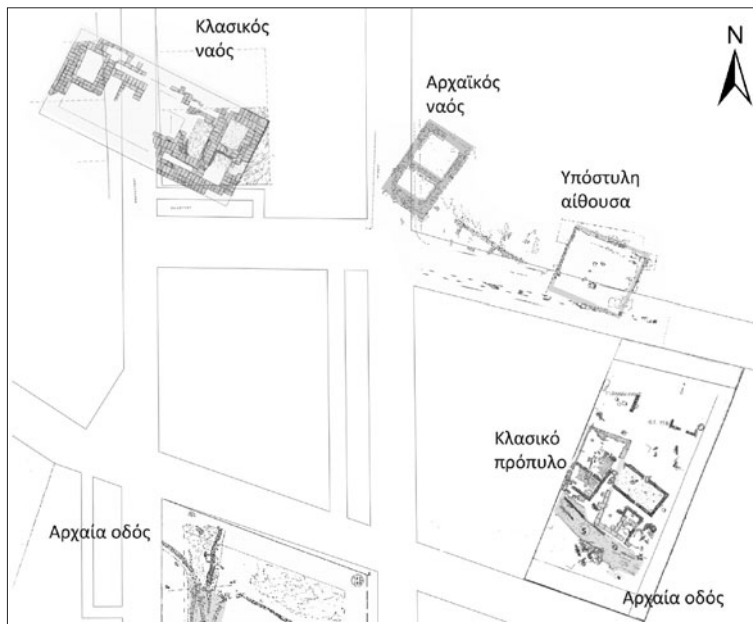 Κλασικός
ναός
N
Αρχαϊκός
ναός
Υπόστυλη
αίθουσα
Κλασικό
πρόπυλο
Αρχαία οδός
Αρχαία οδός